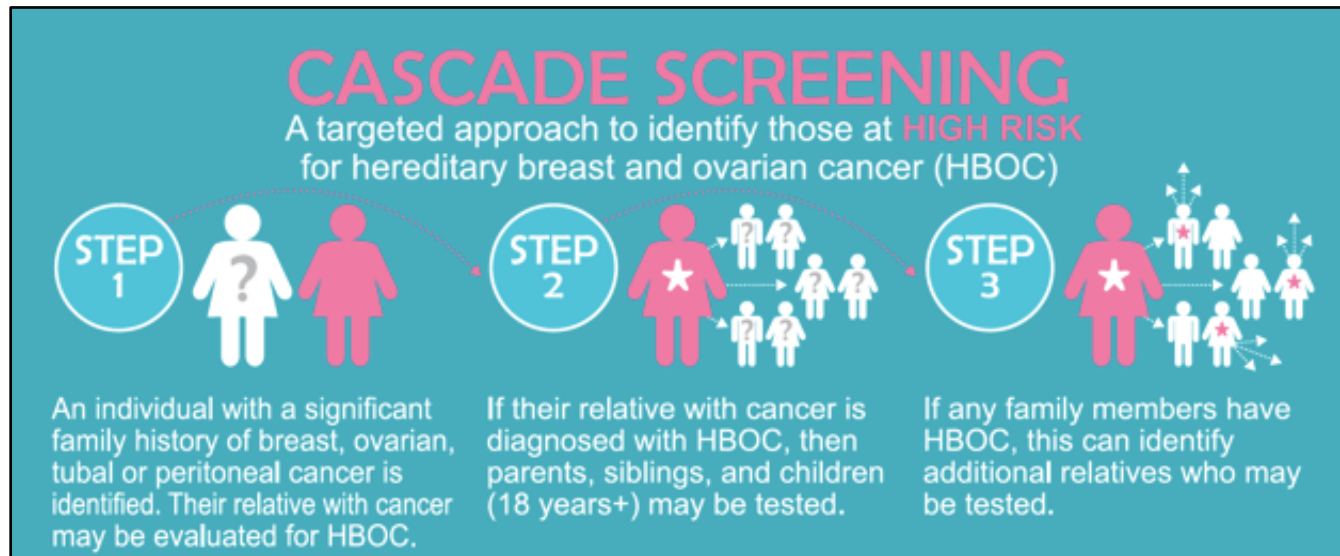 CASCADE SCREENING
A targeted approach to identify those at HIGH RISK
for hereditary breast and ovarian cancer (HBOC)
STEP
1
?
An individual with a significant
family history of breast, ovarian,
tubal or peritoneal cancer is
identified. Their relative with cancer
may be evaluated for HBOC.
STEP
2
? ?
? ?
? ?
If their relative with cancer is
diagnosed with HBOC, then
parents, siblings, and children
(18 years+) may be tested.
STEP
3
If any family members have
HBOC, this can identify
additional relatives who may
be tested.